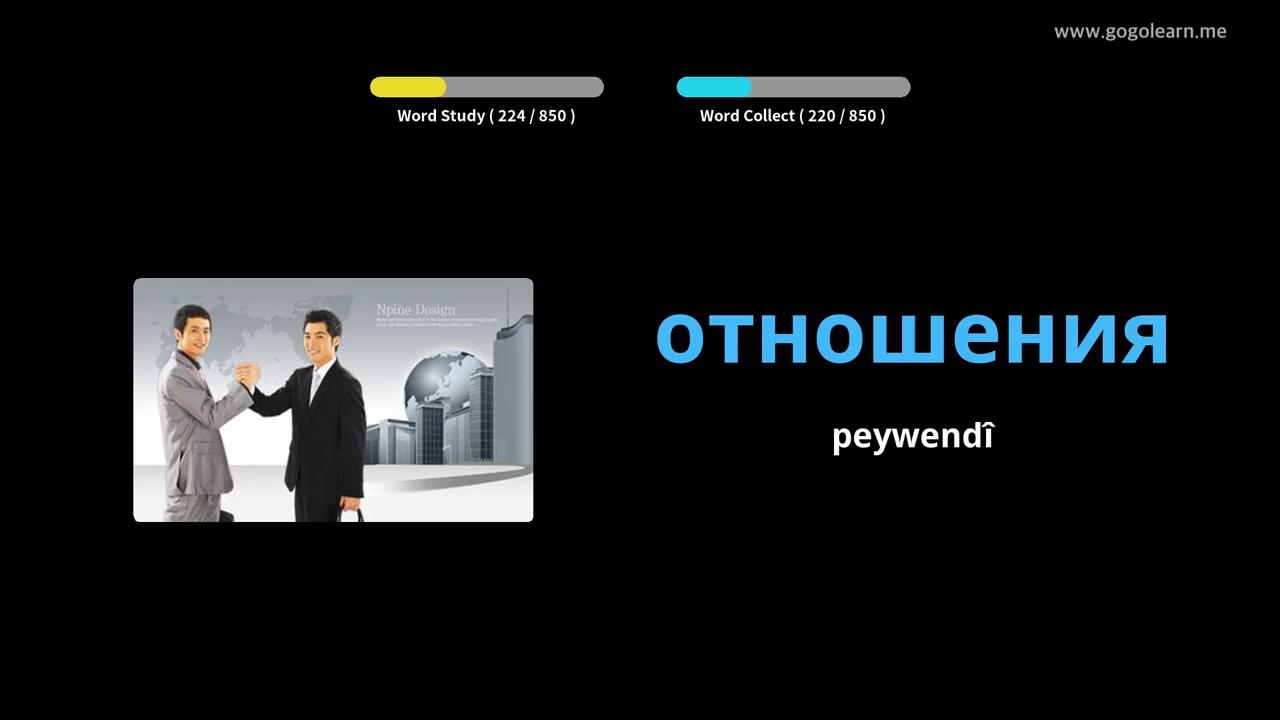 www.gogolearn.me
Word Study ( 224 / 850 )
Word Collect ( 220 / 850 )
Npine Design
отношения
peywendî